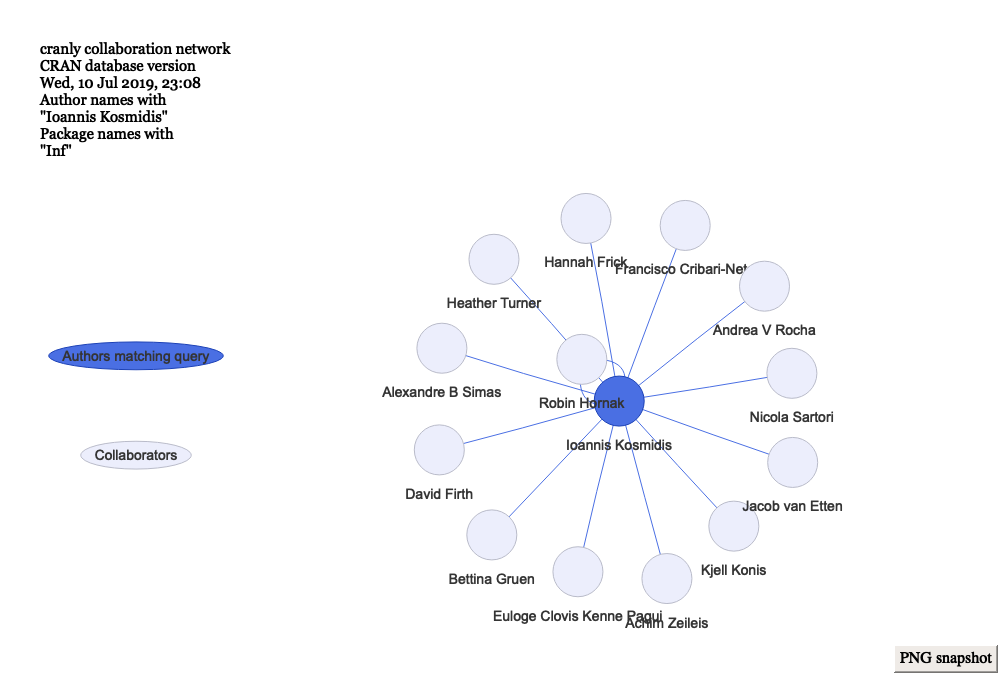 cranly collaboration network
CRAN database version
Wed, 10 Jul 2019, 23:08
Author names with
"Ioannis Kosmidis"
Package names with
"Inf"
Hannah Frick
Francisco Cribari-Net
Heather Turner
Andrea V Rocha
Authors matching query
Alexandre B Simas
Robin Hornak
Nicola Sartori
Ioannis Kosmidis
Collaborators
David Firth
Jacob van Etten
Kjell Konis
Bettina Gruen
Euloge Clovis Kenne Pagui
Achim Zeileis
PNG snapshot